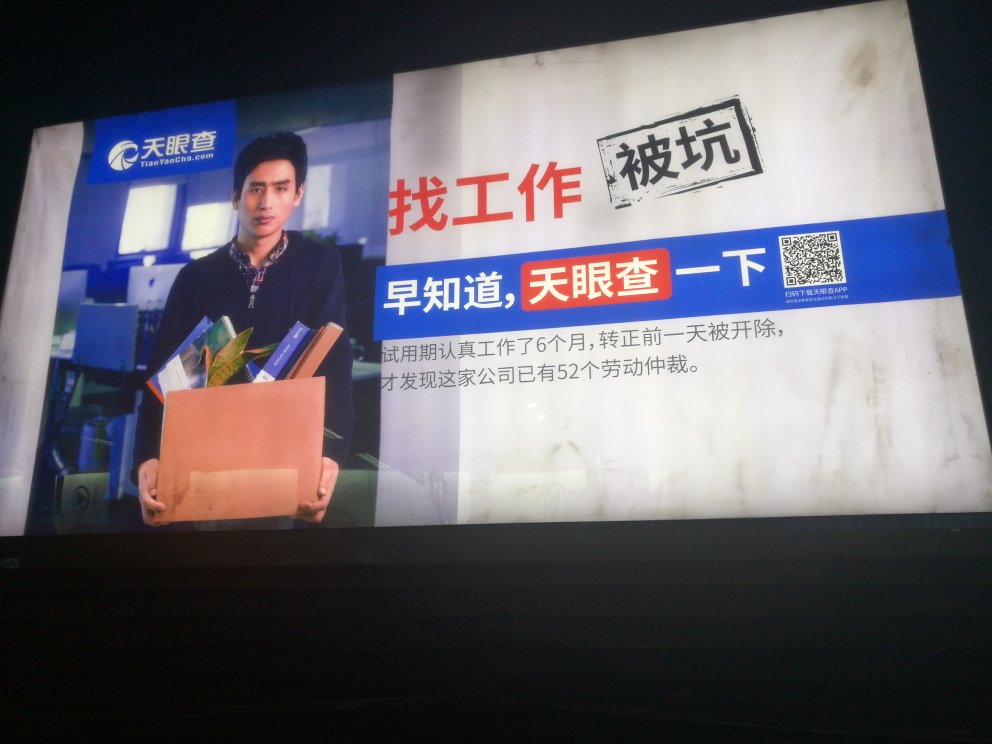 天眼查
TianYanCha.com
找工作 被坑
早知道，天眼查一下
扫码下载天眼查APP
试用期认真工作了6个月，转正前一天被开除，
才发现这家公司已有52个劳动仲裁。